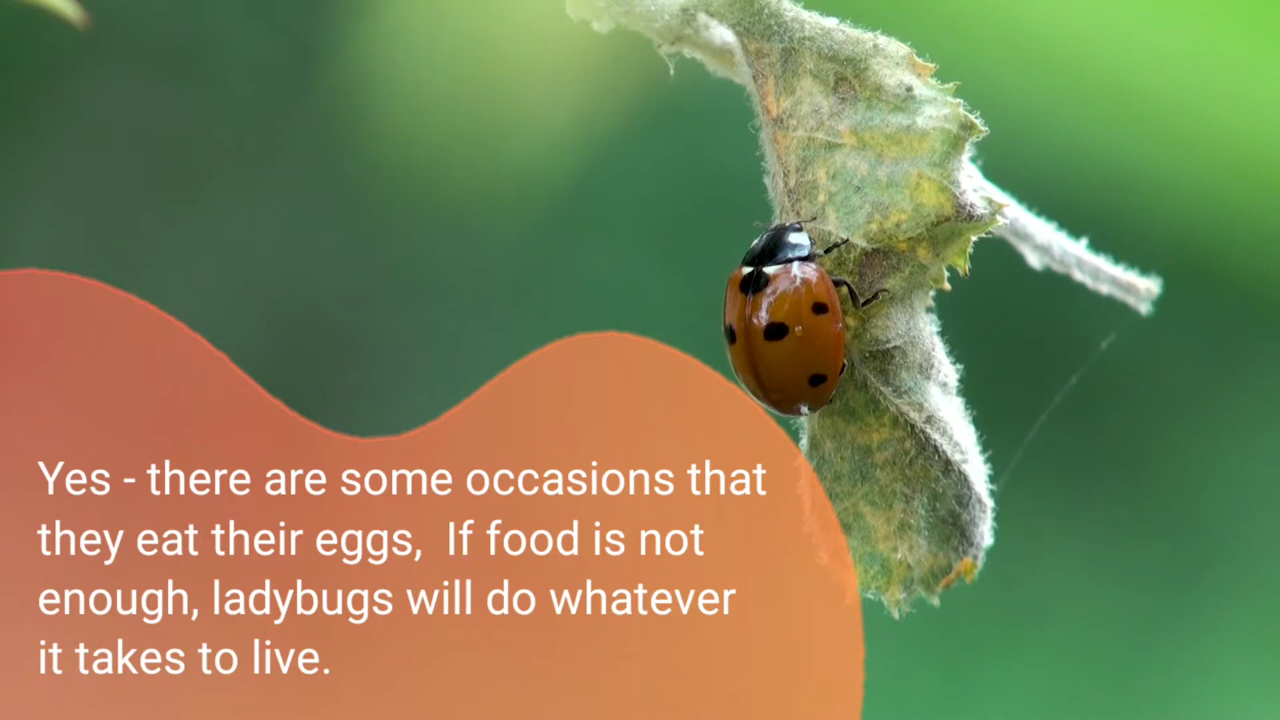 Yes - there are some occasions that
they eat their eggs,  If food is not
enough, ladybugs will do whatever
it takes to live.